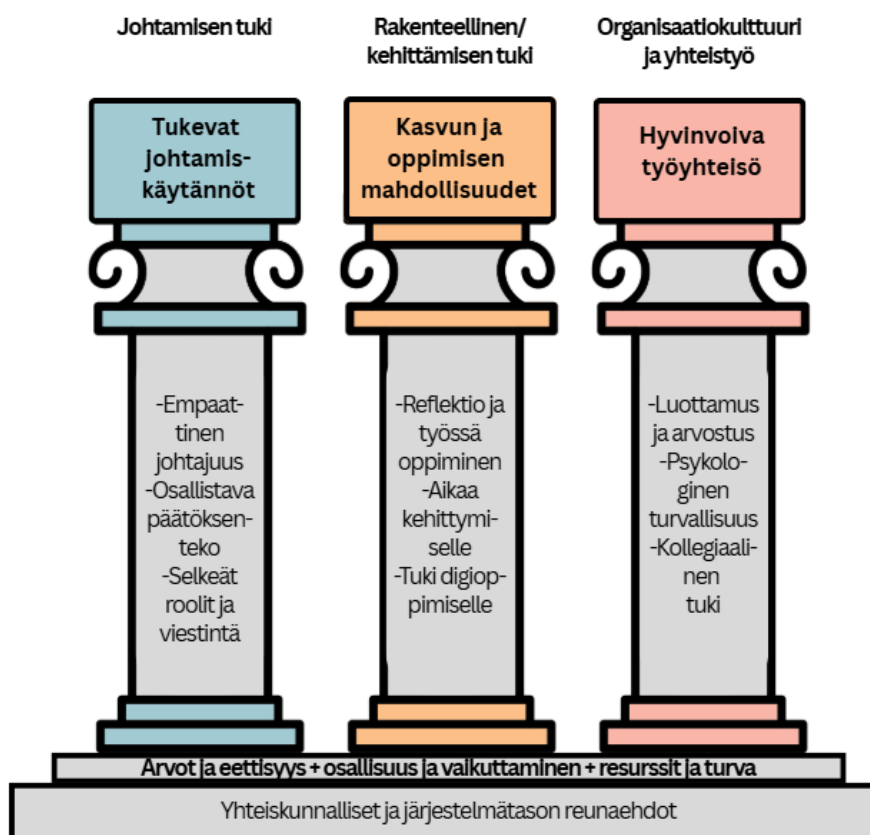 Johtamisen tuki
Rakenteellinen/
kehittämisen tuki
Organisaatiokulttuuri
ja yhteistyö
Tukevat
johtamis-
käytännöt
Kasvun ja
oppimisen
mahdollisuudet
Hyvinvoiva
työyhteisö
-Empaat-
tinen
johtajuus
-Osallistava
päätöksen-
teko
-Selkeät
roolit ja
viestintä
-Reflektio ja
työssä
oppiminen
-Aikaa
kehittymi-
selle
-Tuki digiop-
pimiselle
-Luottamus
ja arvostus
-Psykolo-
ginen
turvallisuus
-Kollegiaali-
nen
tuki
Arvot ja eettisyys + osallisuus ja vaikuttaminen + resurssit ja turva
Yhteiskunnalliset ja järjestelmätason reunaehdot